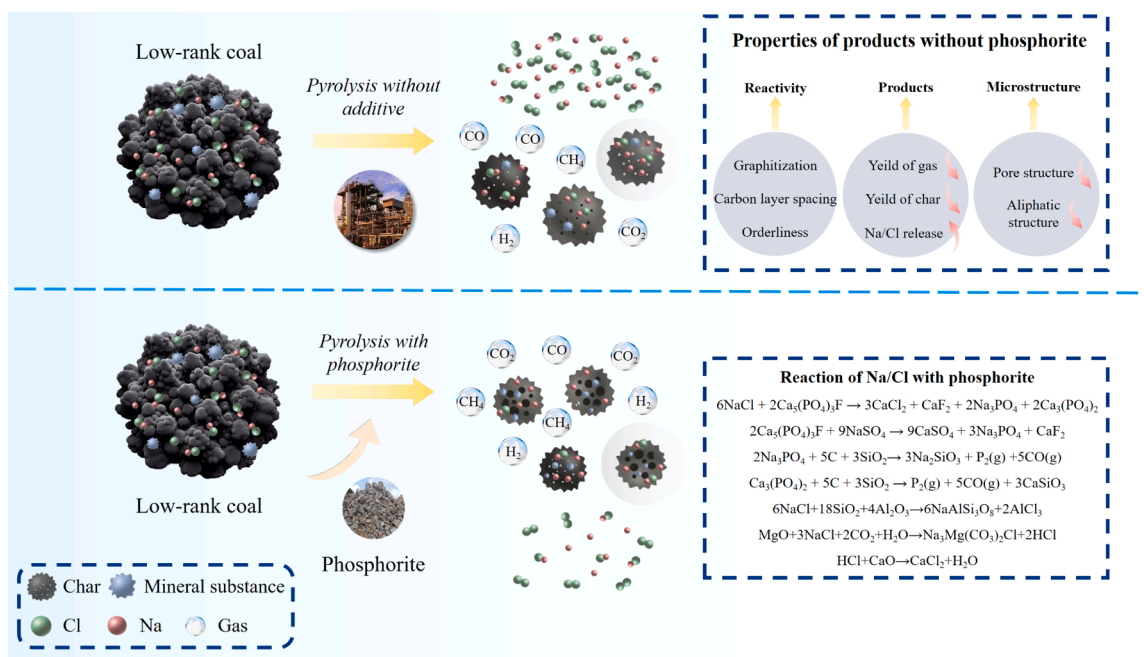 Low-rank coal
Pyrolysis without
additive
CO
CO
CH₄
H₂
CO₂
Properties of products without phosphorite
Reactivity
Products
Microstructure
Graphitization
Carbon layer spacing
Orderliness
Yeild of gas
Yeild of char
Na/Cl release
Pore structure
Aliphatic
structure
Pyrolysis with
phosphorite
Low-rank coal
Phosphorite
CO₂
CO
CO₂
CH₄
CH₄
H₂
H₂
Reaction of Na/Cl with phosphorite
6NaCl + 2Ca₅(PO₄)₃F → 3CaCl₂ + CaF₂ + 2Na₃PO₄ + 2Ca₃(PO₄)₂
2Ca₅(PO₄)₃F + 9NaSO₄ → 9CaSO₄ + 3Na₃PO₄ + CaF₂
2Na₃PO₄ + 5C + 3SiO₂→ 3Na₂SiO₃ + P₂(g) +5CO(g)
Ca₃(PO₄)₂ + 5C + 3SiO₂ → P₂(g) + 5CO(g) + 3CaSiO₃
6NaCl+18SiO₂+4Al₂O₃→6NaAlSi₃O₈+2AlCl₃
MgO+3NaCl+2CO₂+H₂O→Na₃Mg(CO₃)₂Cl+2HCl
HCl+CaO→CaCl₂+H₂O
Char
Mineral substance
Cl
Na
Gas